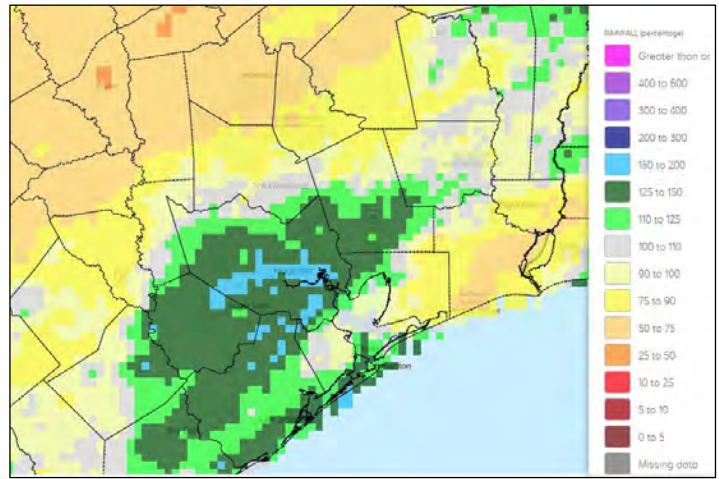 RAINFALL (percentage)
Greater than or
400 to 600
300 to 400
200 to 300
150 to 200
125 to 150
110 to 125
100 to 110
90 to 100
75 to 90
50 to 75
25 to 50
10 to 25
5 to 10
0 to 5
Missing data